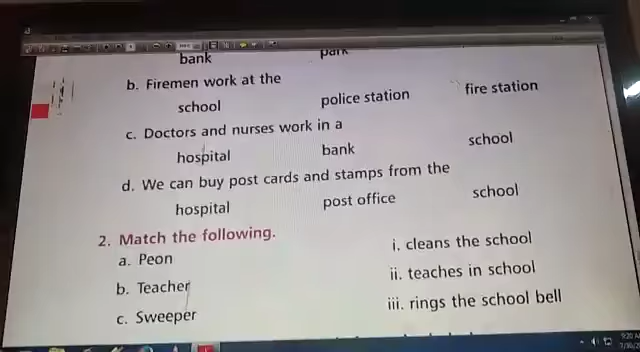 bank park
b. Firemen work at the
school police station fire station
c. Doctors and nurses work in a
hospital bank school
d. We can buy post cards and stamps from the
hospital post office school
2. Match the following.
a. Peon i. cleans the school
b. Teacher ii. teaches in school
c. Sweeper iii. rings the school bell